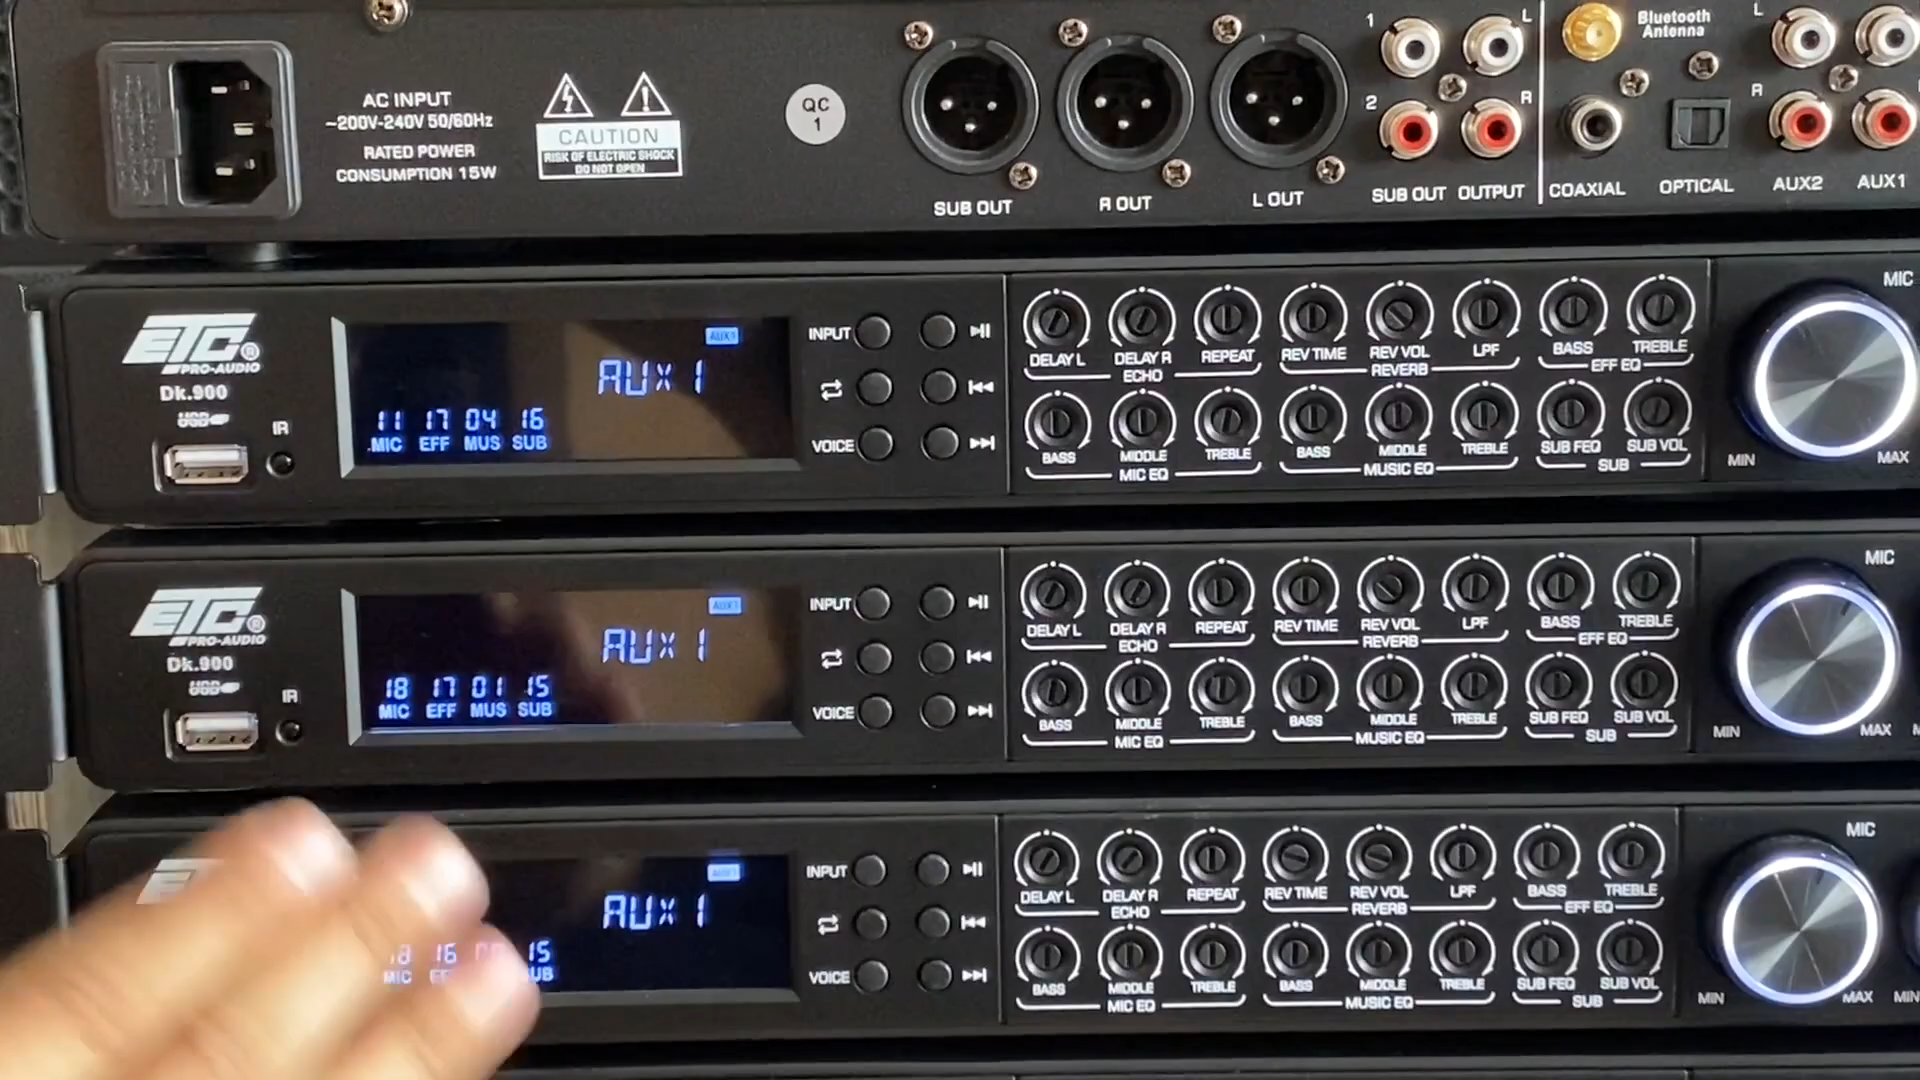 AC INPUT
~200V-240V 50/60Hz
RATED POWER
CONSUMPTION 15W
CAUTION
RISK OF ELECTRIC SHOCK
DO NOT OPEN
QC
1
SUB OUT
R OUT
L OUT
1
2
L
R
SUB OUT
OUTPUT
Bluetooth
Antenna
COAXIAL
OPTICAL
L
R
AUX2
AUX1
ETC®
PRO-AUDIO
Dk.900
USB
IR
AUX1
AUX 1
11 17 04 16
MIC EFF MUS SUB
INPUT
VOICE
DELAY L DELAY R REPEAT REV TIME REV VOL LPF BASS TREBLE
ECHO REVERB EFF EQ
BASS MIDDLE TREBLE BASS MIDDLE TREBLE SUB FEQ SUB VOL
MIC EQ MUSIC EQ SUB
MIC
MIN MAX
ETC®
PRO-AUDIO
Dk.900
USB
IR
AUX1
AUX 1
18 17 01 15
MIC EFF MUS SUB
INPUT
VOICE
DELAY L DELAY R REPEAT REV TIME REV VOL LPF BASS TREBLE
ECHO REVERB EFF EQ
BASS MIDDLE TREBLE BASS MIDDLE TREBLE SUB FEQ SUB VOL
MIC EQ MUSIC EQ SUB
MIC
MIN MAX
AUX1
AUX 1
16 15
MIC SUB
INPUT
VOICE
DELAY L DELAY R REPEAT REV TIME REV VOL LPF BASS TREBLE
ECHO REVERB EFF EQ
BASS MIDDLE TREBLE BASS MIDDLE TREBLE SUB FEQ SUB VOL
MIC EQ MUSIC EQ SUB
MIC
MIN MAX MIN